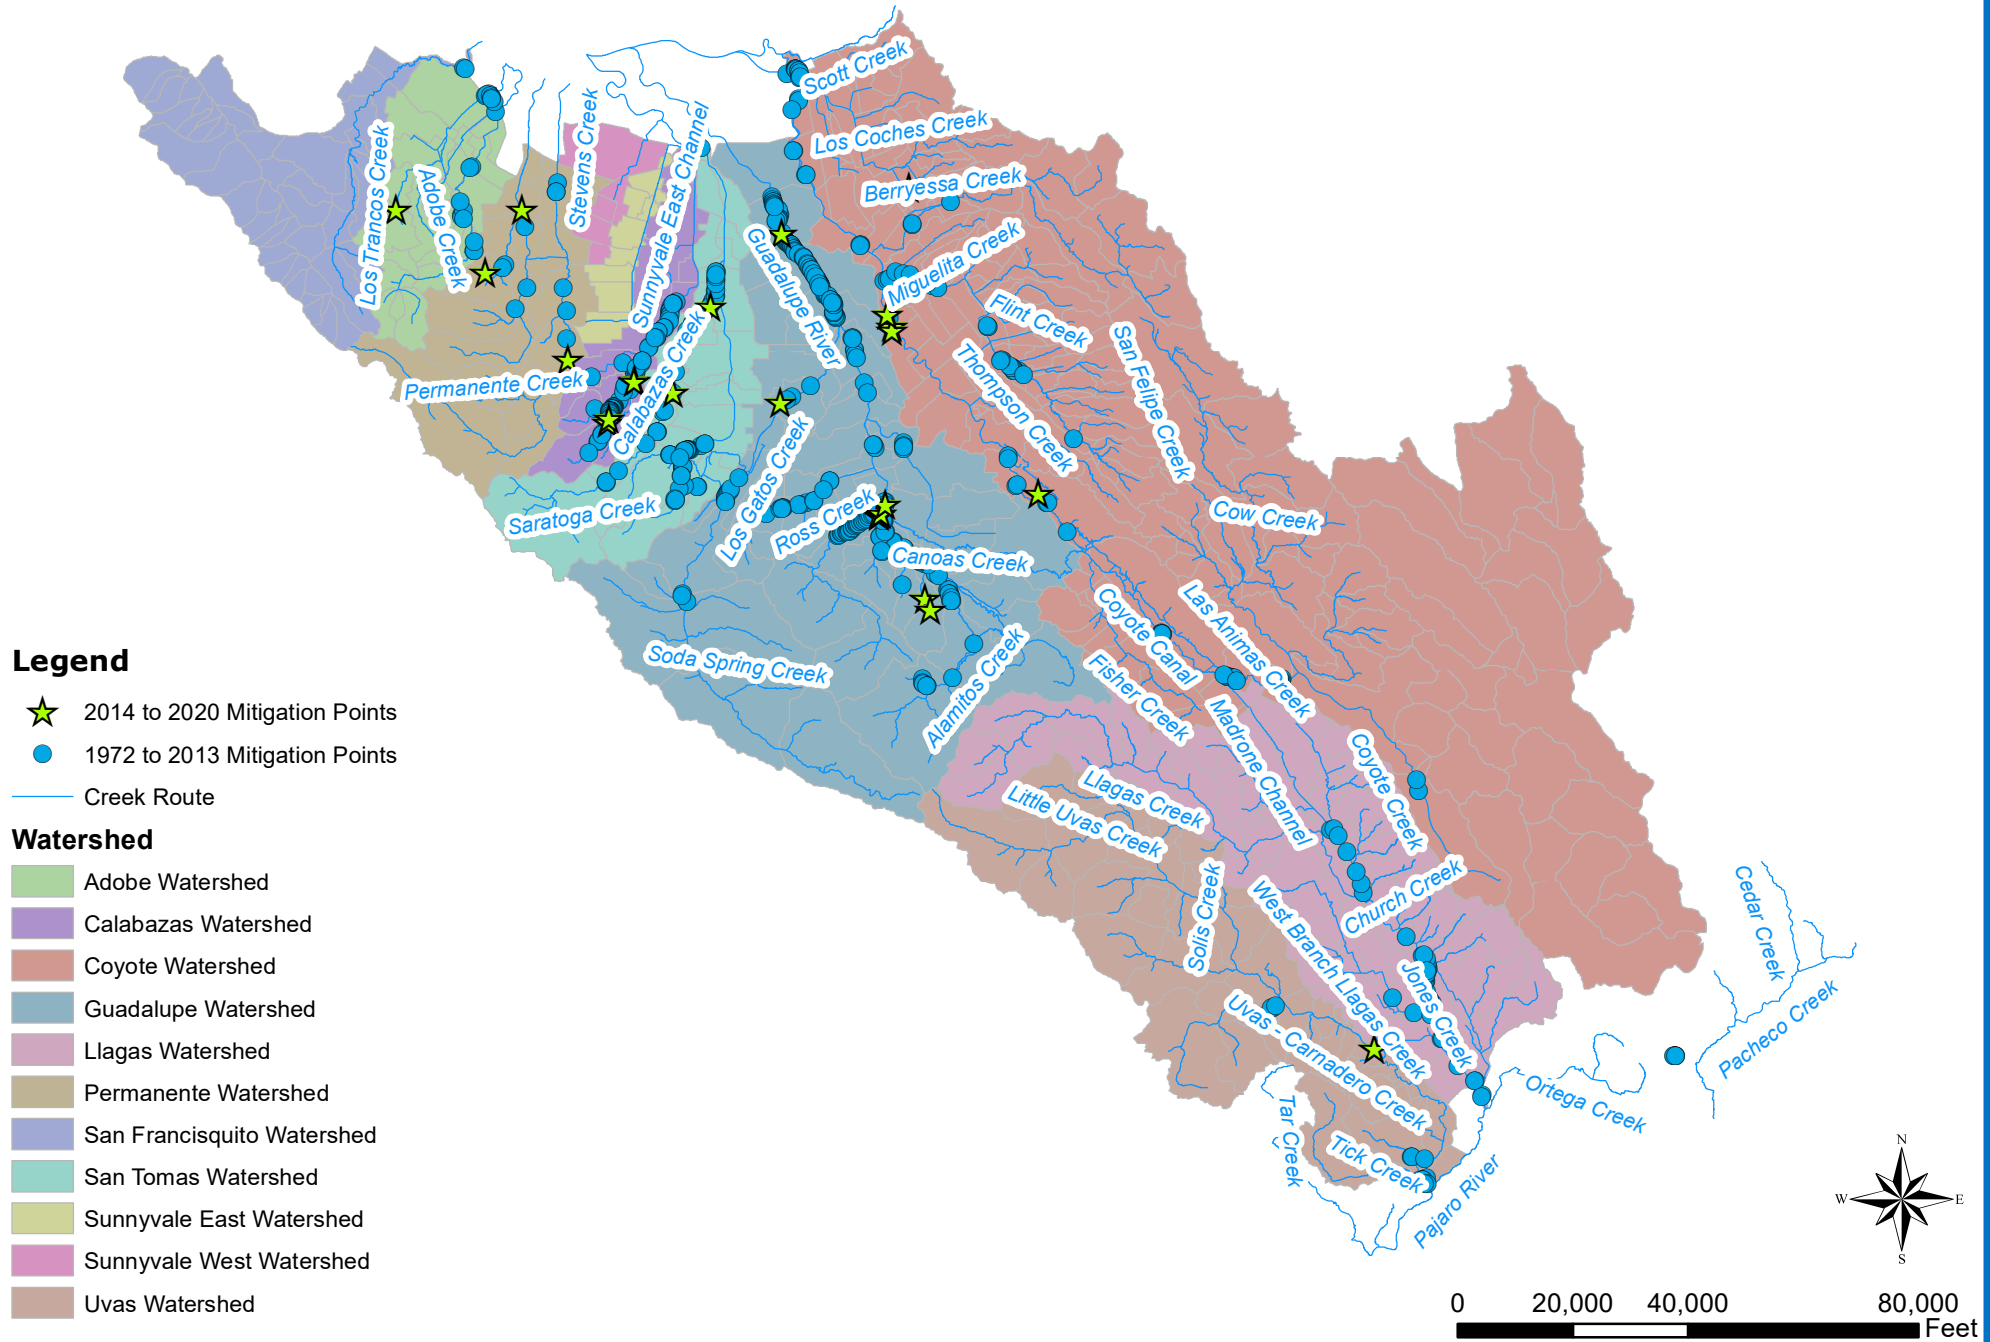 Scott Creek
Los Coches Creek
Berryessa Creek
Miguelita Creek
Los Trancos Creek
Adobe Creek
Stevens Creek
Sunnyvale East Channel
Guadalupe River
Flint Creek
San Felipe Creek
Thompson Creek
Permanente Creek
Calabazas Creek
Los Gatos Creek
Saratoga Creek
Ross Creek
Canoas Creek
Cow Creek
Coyote Canal
Las Animas Creek
Soda Spring Creek
Alamitos Creek
Fisher Creek
Madrone Channel
Coyote Creek
Llagas Creek
Little Uvas Creek
Solis Creek
West Branch Llagas Creek
Church Creek
Jones Creek
Cedar Creek
Pacheco Creek
Uvas - Carnadero Creek
Ortega Creek
Tar Creek
Tick Creek
Pajaro River
Legend
2014 to 2020 Mitigation Points
1972 to 2013 Mitigation Points
Creek Route
Watershed
Adobe Watershed
Calabazas Watershed
Coyote Watershed
Guadalupe Watershed
Llagas Watershed
Permanente Watershed
San Francisquito Watershed
San Tomas Watershed
Sunnyvale East Watershed
Sunnyvale West Watershed
Uvas Watershed
N
W E
S
0 20,000 40,000 80,000
Feet